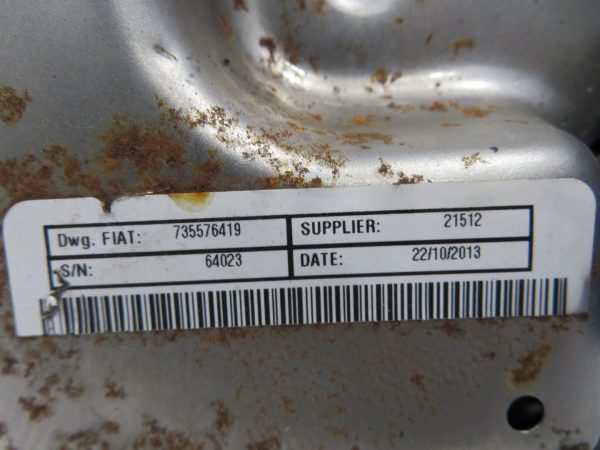 Dwg. FIAT: 735576419 SUPPLIER: 21512
S/N: 64023 DATE: 22/10/2013